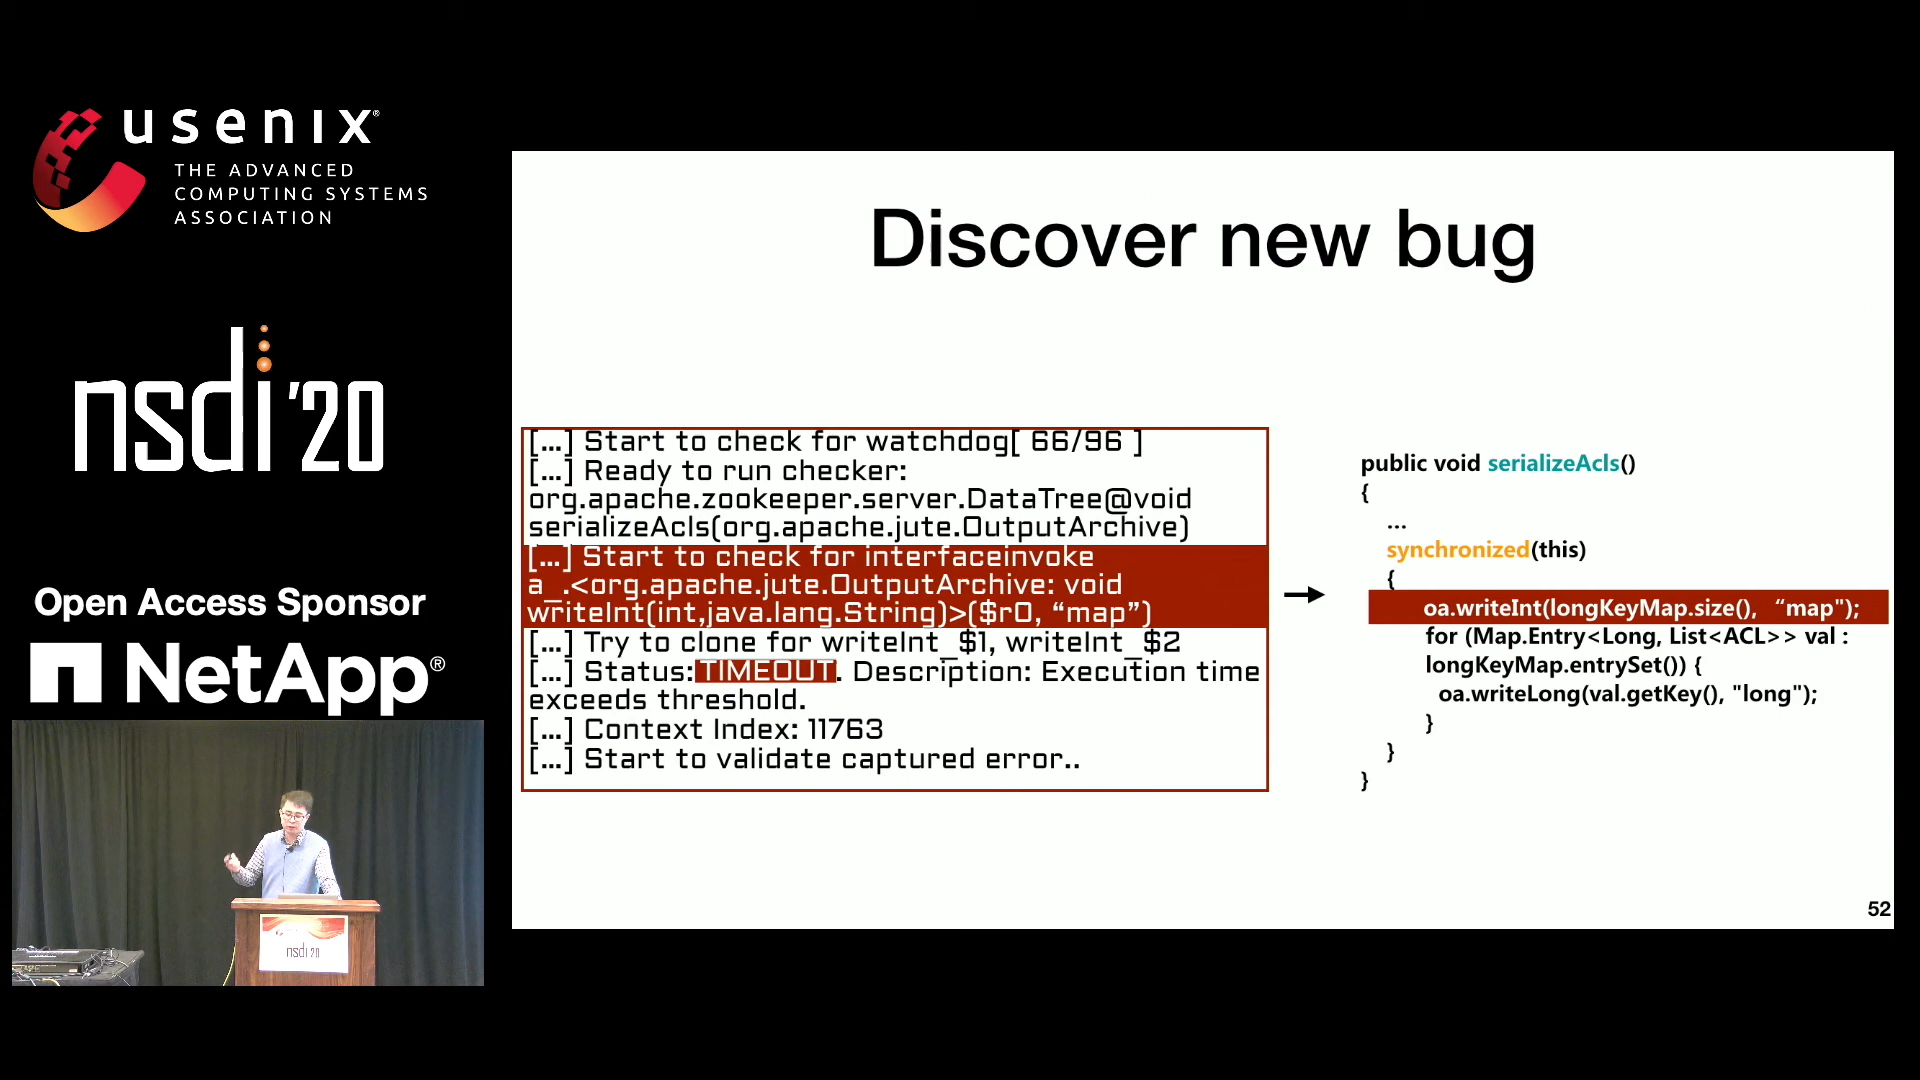 usenix®
THE ADVANCED
COMPUTING SYSTEMS
ASSOCIATION
nsdi '20
Open Access Sponsor
NetApp®
nsdi 20
Discover new bug
[...] Start to check for watchdog[ 66/96 ]
[...] Ready to run checker:
org.apache.zookeeper.server.DataTree@void
serializeAcls(org.apache.jute.OutputArchive)
[...] Start to check for interfaceinvoke
a_.<org.apache.jute.OutputArchive: void
writeInt(int,java.lang.String)>($r0, “map”)
[...] Try to clone for writeInt_$1, writeInt_$2
[...] Status: TIMEOUT. Description: Execution time
exceeds threshold.
[...] Context Index: 11763
[...] Start to validate captured error..
public void serializeAcls()
{
...
synchronized(this)
{
oa.writeInt(longKeyMap.size(), “map");
for (Map.Entry<Long, List<ACL>> val :
longKeyMap.entrySet()) {
oa.writeLong(val.getKey(), "long");
}
}
}
52